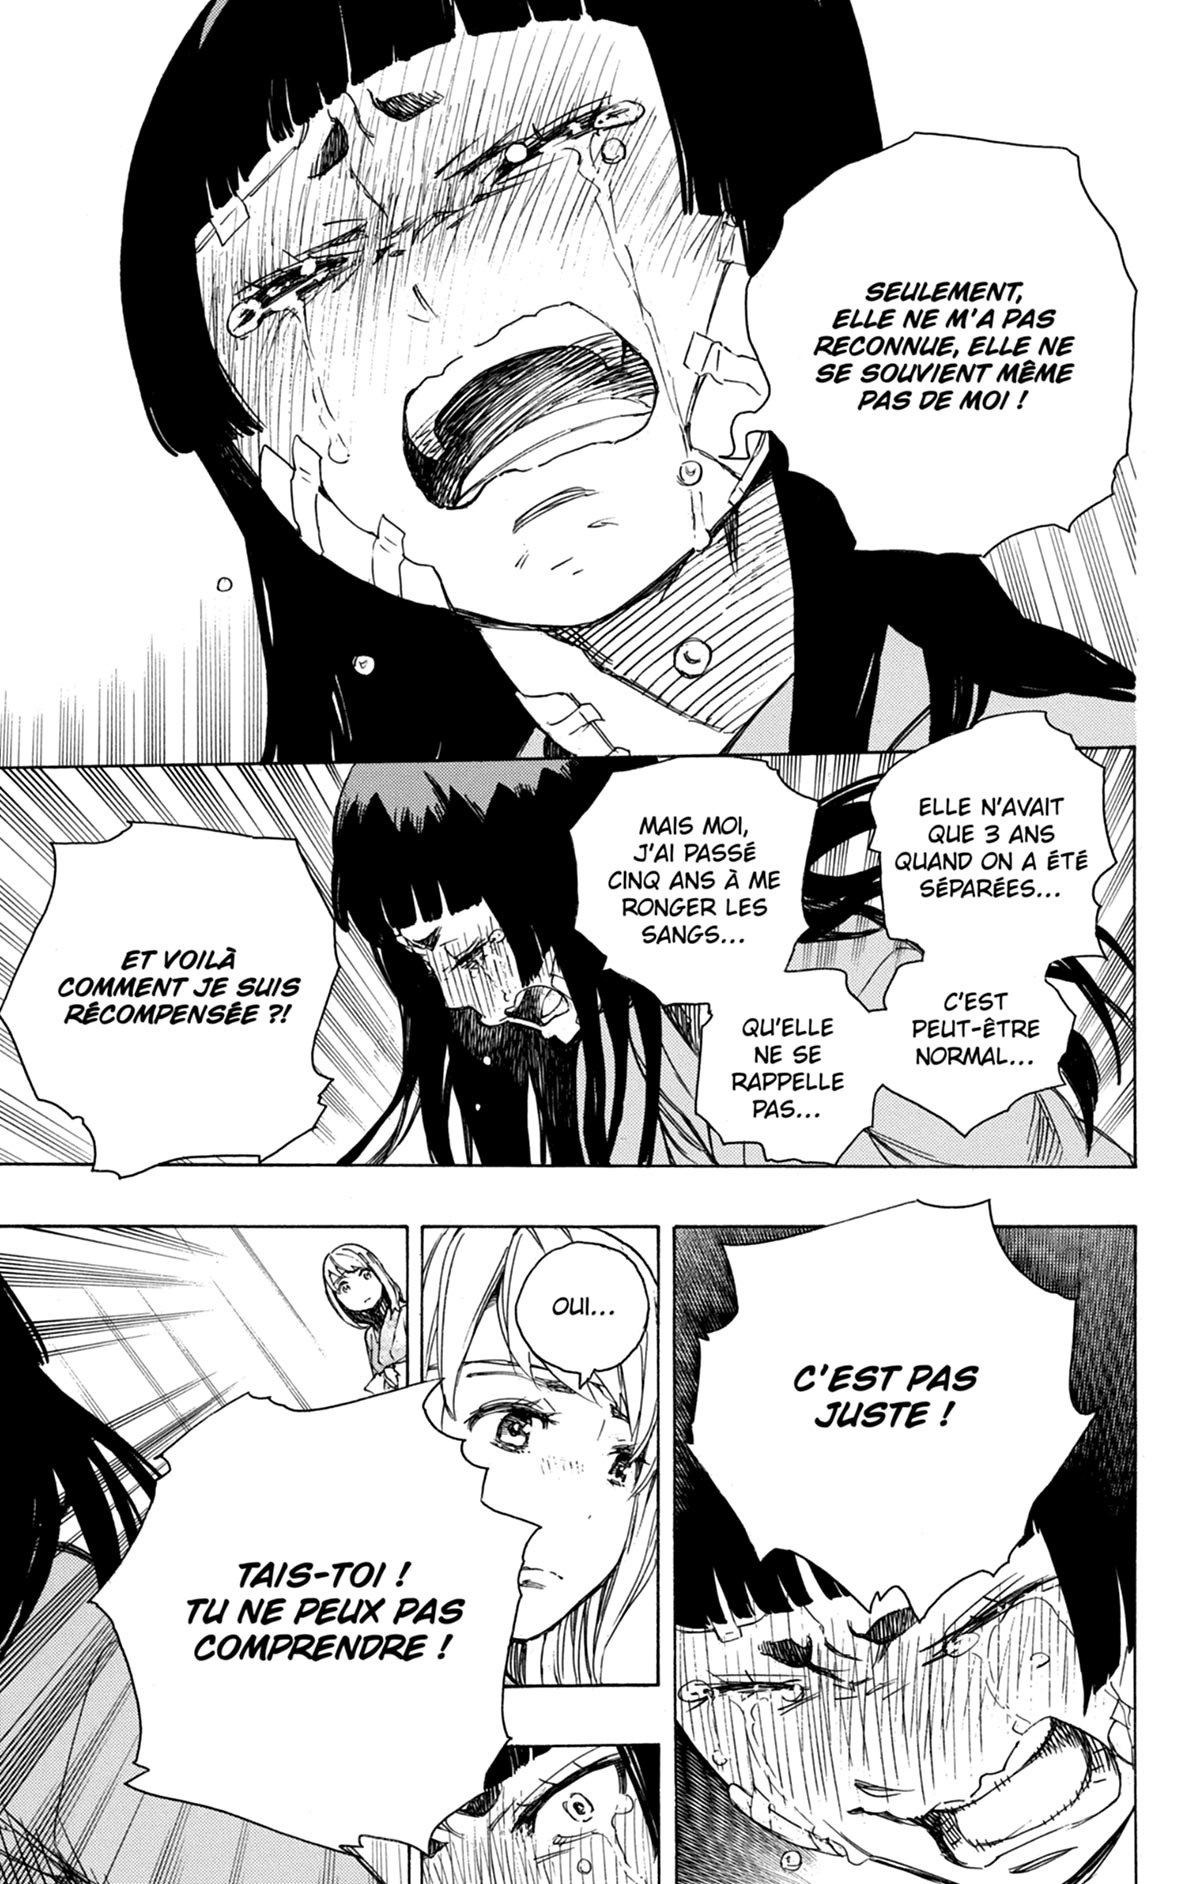 SEULEMENT,
ELLE NE M'A PAS
RECONNUE, ELLE NE
SE SOUVIENT MÊME
PAS DE MOI !
ELLE N'AVAIT
QUE 3 ANS
QUAND ON A ÉTÉ
SÉPARÉES...
C'EST
PEUT-ÊTRE
NORMAL...
QU'ELLE
NE SE
RAPPELLE
PAS...
MAIS MOI,
J'AI PASSÉ
CINQ ANS À ME
RONGER LES
SANGS...
ET VOILÀ
COMMENT JE SUIS
RÉCOMPENSÉE ?!
C'EST PAS
JUSTE !
OUI...
TAIS-TOI !
TU NE PEUX PAS
COMPRENDRE !